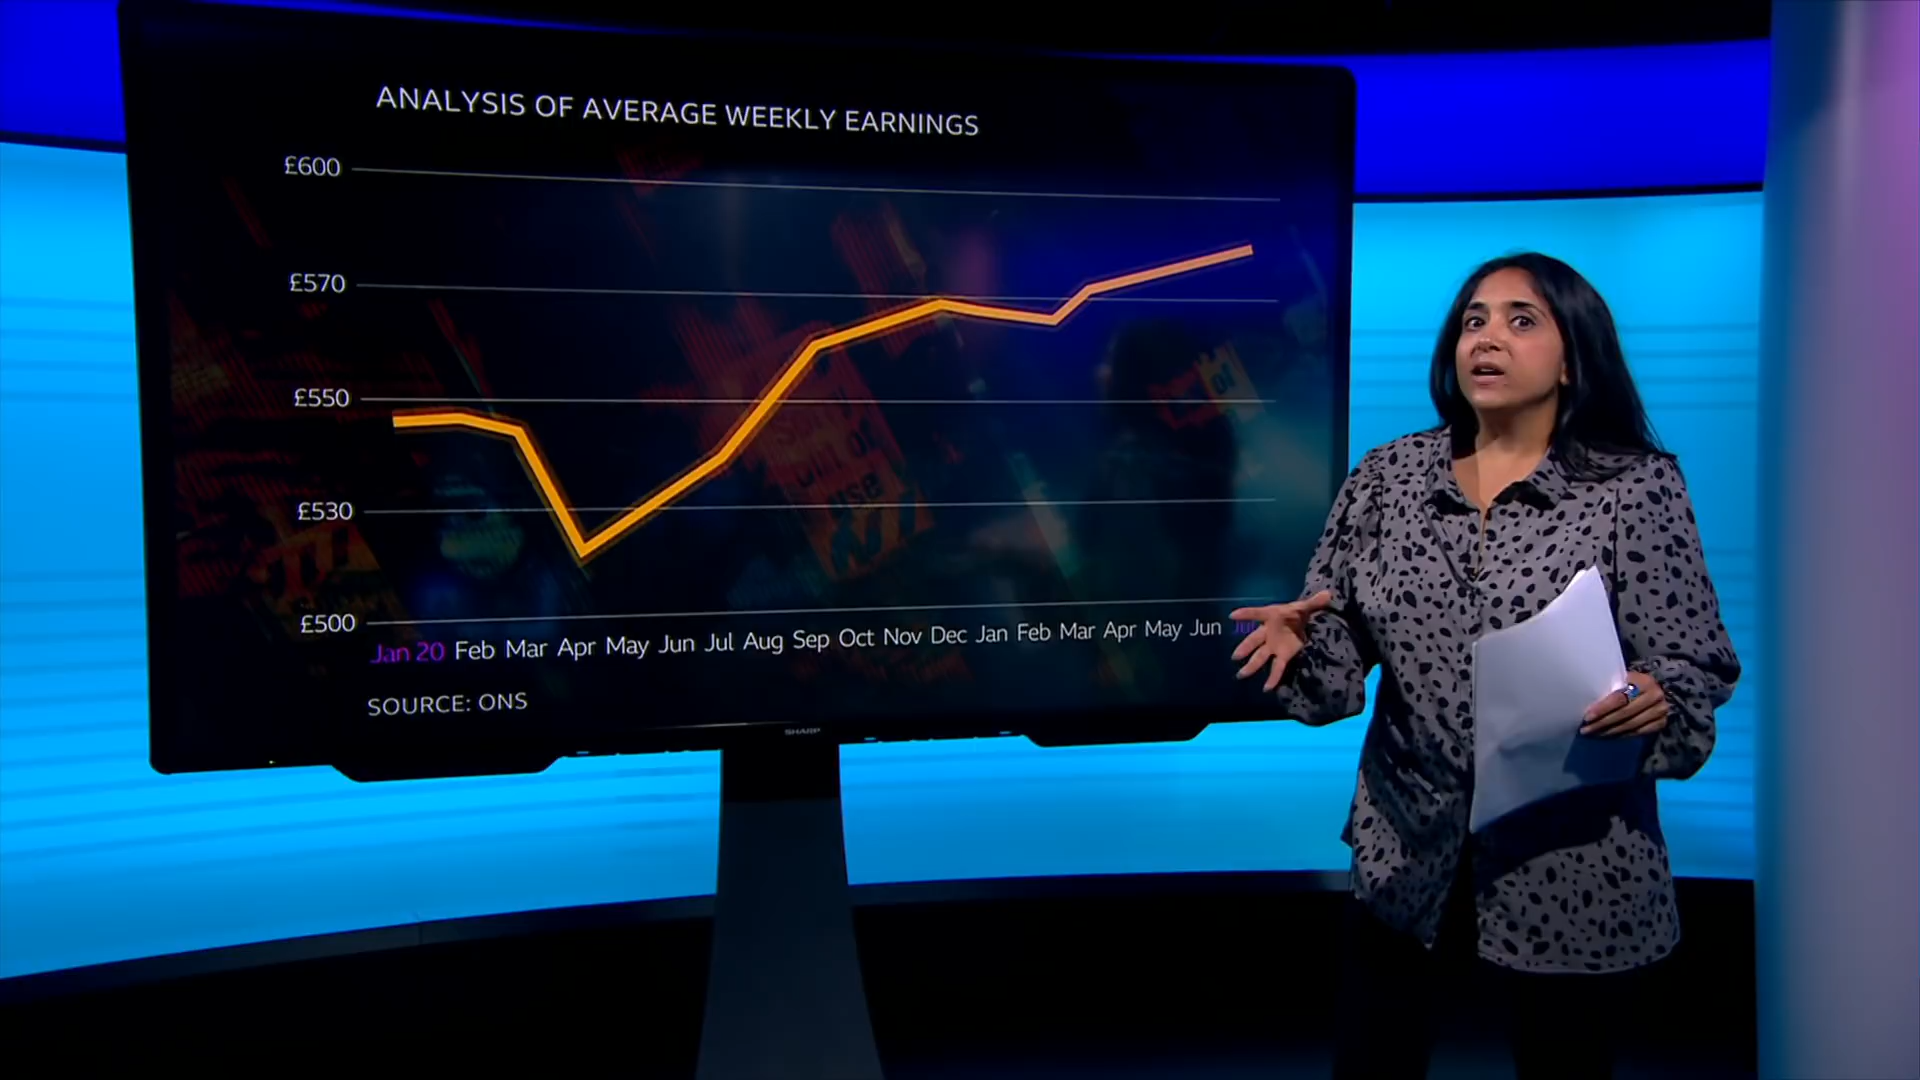 ANALYSIS OF AVERAGE WEEKLY EARNINGS
£600
£570
£550
£530
£500
Jan 20 Feb Mar Apr May Jun Jul Aug Sep Oct Nov Dec Jan Feb Mar Apr May Jun
SOURCE: ONS
SHARP